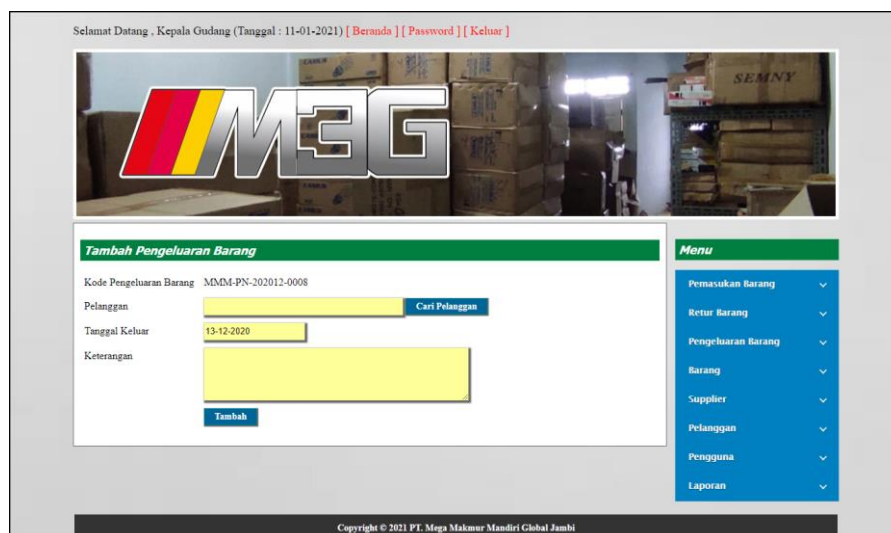 Selamat Datang , Kepala Gudang (Tanggal : 11-01-2021) [ Beranda ] [ Password ] [ Keluar ]
SEMNY
M3G
Tambah Pengeluaran Barang
Kode Pengeluaran Barang MMM-PN-202012-0008
Pelanggan Cari Pelanggan
Tanggal Keluar 13-12-2020
Keterangan
Tambah
Menu
Pemasukan Barang
Retur Barang
Pengeluaran Barang
Barang
Supplier
Pelanggan
Pengguna
Laporan
Copyright © 2021 PT. Mega Makmur Mandiri Global Jambi